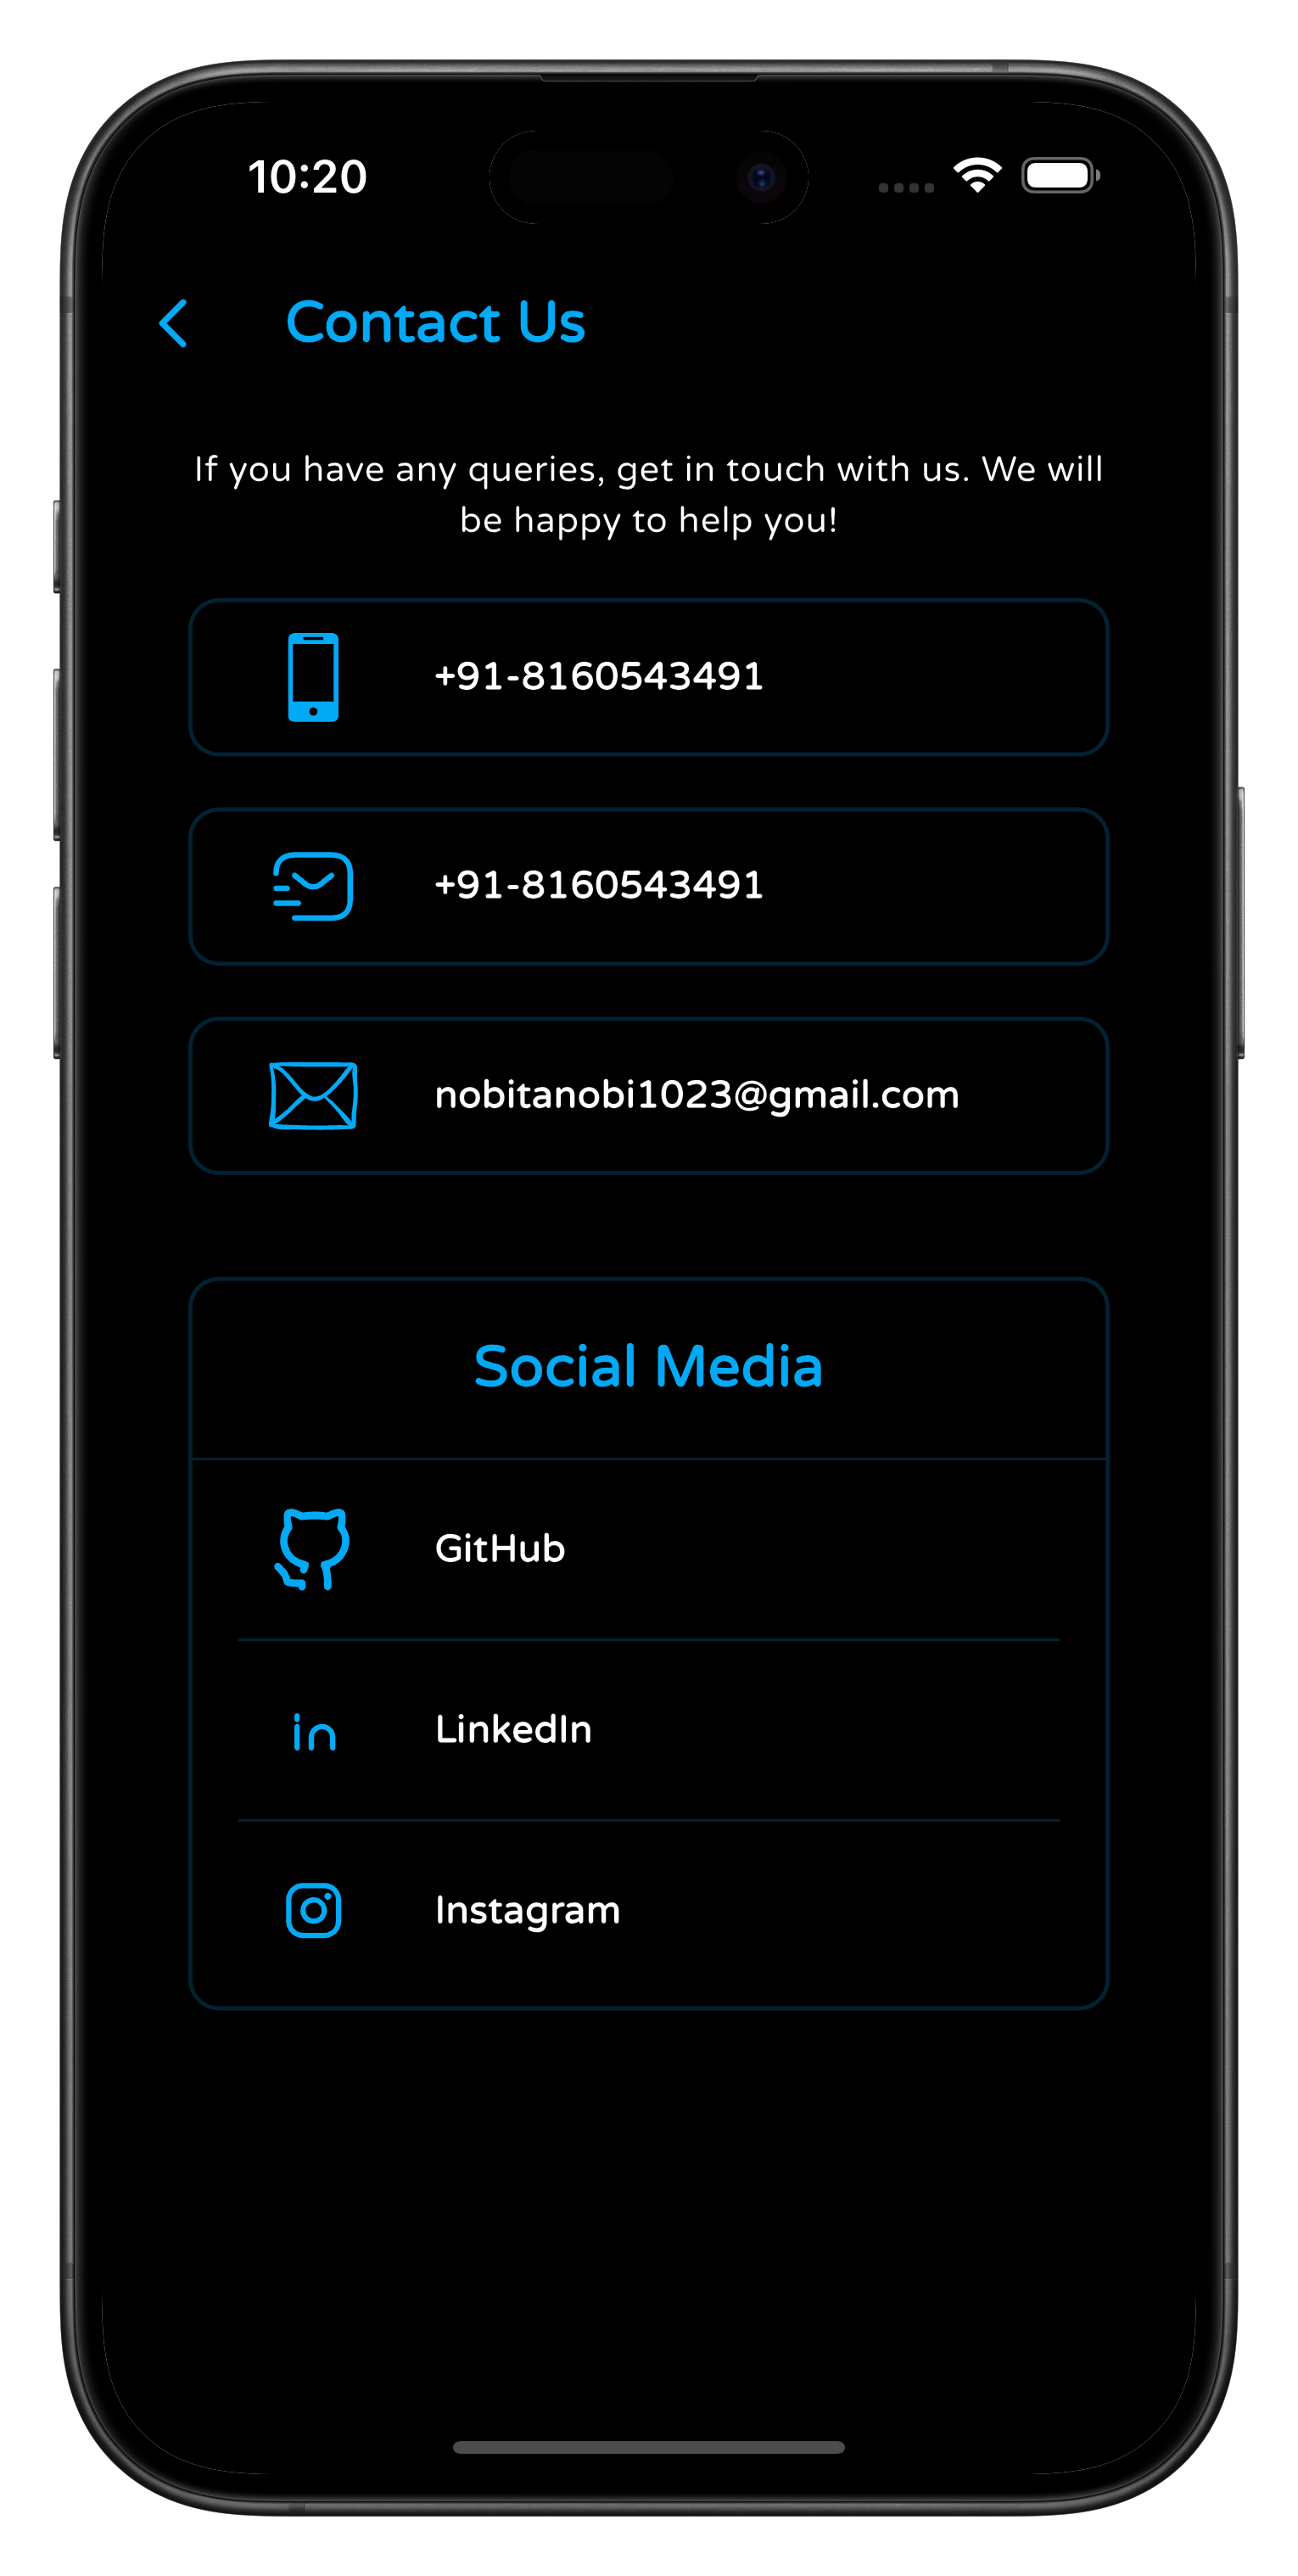 10:20
Contact Us
If you have any queries, get in touch with us. We will
be happy to help you!
+91-8160543491
+91-8160543491
nobitanobi1023@gmail.com
Social Media
GitHub
in LinkedIn
Instagram